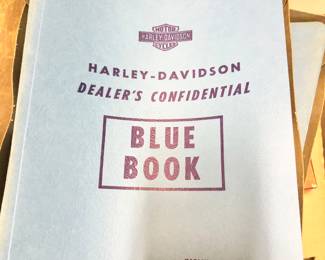 MOTOR
HARLEY-DAVIDSON
CYCLES
HARLEY-DAVIDSON
DEALER'S CONFIDENTIAL
BLUE
BOOK